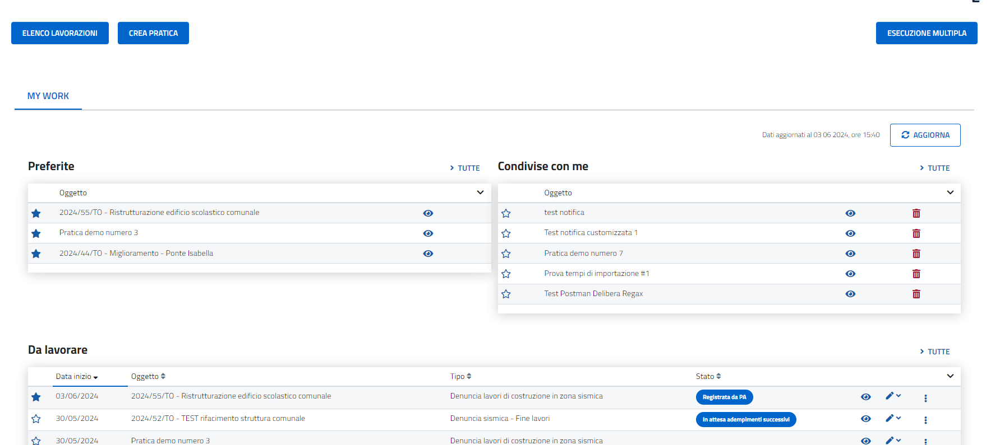 ELENCO LAVORAZIONI CREA PRATICA ESECUZIONE MULTIPLA
MY WORK
Dati aggiornati al 03 06 2024, ore 15:40 AGGIORNA
Preferite TUTTE
Oggetto
2024/55/TO - Ristrutturazione edificio scolastico comunale
Pratica demo numero 3
2024/44/TO - Miglioramento - Ponte Isabella
Condivise con me TUTTE
Oggetto
test notifica
Test notifica customizzata 1
Pratica demo numero 7
Prova tempi di importazione #1
Test Postman Delibera Regax
Da lavorare TUTTE
Data inizio Oggetto Tipo Stato
03/06/2024 2024/55/TO - Ristrutturazione edificio scolastico comunale Denuncia lavori di costruzione in zona sismica Registrata da PA
30/05/2024 2024/52/TO - TEST rifacimento struttura comunale Denuncia sismica - Fine lavori In attesa adempimenti successivi
30/05/2024 Pratica demo numero 3 Denuncia lavori di costruzione in zona sismica